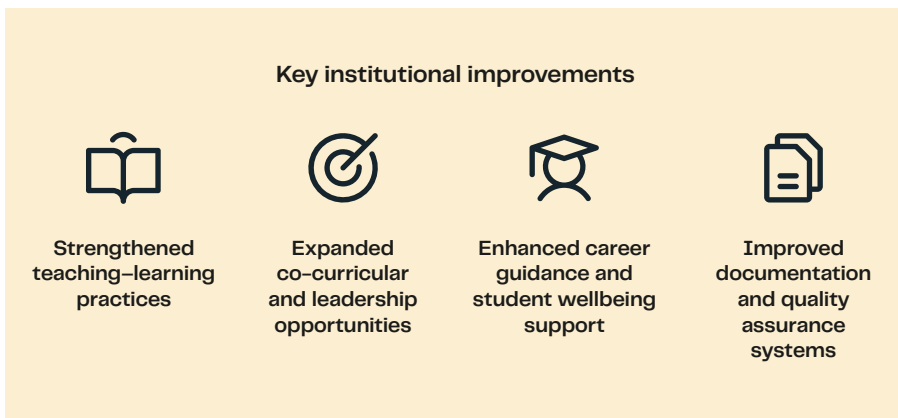 Key institutional improvements
Strengthened
teaching–learning
practices
Expanded
co-curricular
and leadership
opportunities
Enhanced career
guidance and
student wellbeing
support
Improved
documentation
and quality
assurance
systems